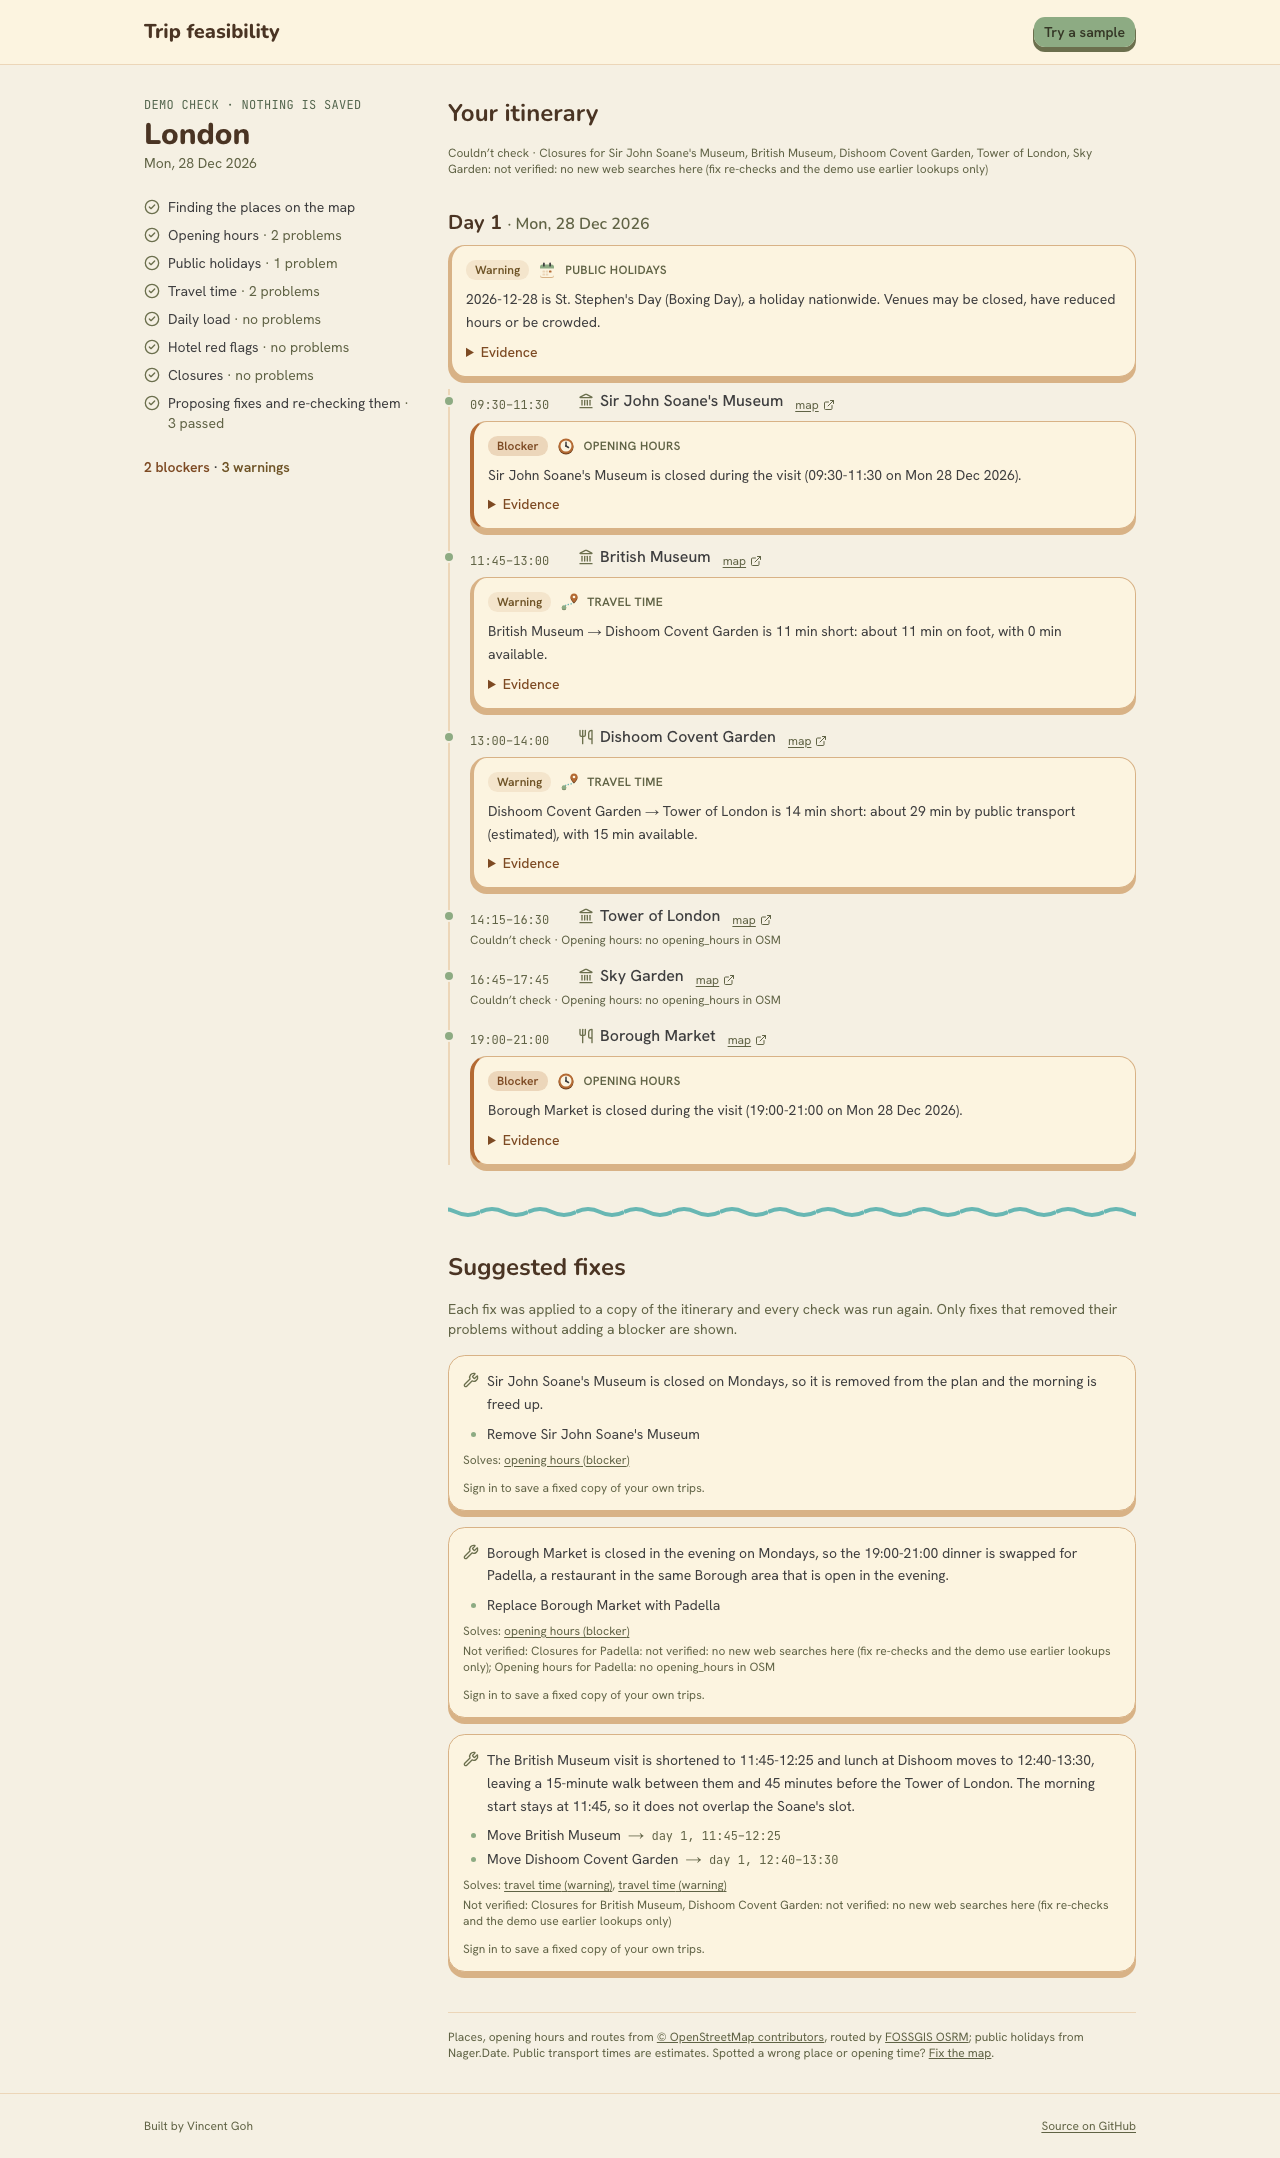 Trip feasibility
Try a sample
DEMO CHECK · NOTHING IS SAVED
London
Mon, 28 Dec 2026
Finding the places on the map
Opening hours · 2 problems
Public holidays · 1 problem
Travel time · 2 problems
Daily load · no problems
Hotel red flags · no problems
Closures · no problems
Proposing fixes and re-checking them ·
3 passed
2 blockers · 3 warnings
Your itinerary
Couldn’t check · Closures for Sir John Soane's Museum, British Museum, Dishoom Covent Garden, Tower of London, Sky
Garden: not verified: no new web searches here (fix re-checks and the demo use earlier lookups only)
Day 1 · Mon, 28 Dec 2026
Warning PUBLIC HOLIDAYS
2026-12-28 is St. Stephen's Day (Boxing Day), a holiday nationwide. Venues may be closed, have reduced
hours or be crowded.
Evidence
09:30–11:30 Sir John Soane's Museum map
Blocker OPENING HOURS
Sir John Soane's Museum is closed during the visit (09:30-11:30 on Mon 28 Dec 2026).
Evidence
11:45–13:00 British Museum map
Warning TRAVEL TIME
British Museum → Dishoom Covent Garden is 11 min short: about 11 min on foot, with 0 min
available.
Evidence
13:00–14:00 Dishoom Covent Garden map
Warning TRAVEL TIME
Dishoom Covent Garden → Tower of London is 14 min short: about 29 min by public transport
(estimated), with 15 min available.
Evidence
14:15–16:30 Tower of London map
Couldn’t check · Opening hours: no opening_hours in OSM
16:45–17:45 Sky Garden map
Couldn’t check · Opening hours: no opening_hours in OSM
19:00–21:00 Borough Market map
Blocker OPENING HOURS
Borough Market is closed during the visit (19:00-21:00 on Mon 28 Dec 2026).
Evidence
Suggested fixes
Each fix was applied to a copy of the itinerary and every check was run again. Only fixes that removed their
problems without adding a blocker are shown.
Sir John Soane's Museum is closed on Mondays, so it is removed from the plan and the morning is
freed up.
Remove Sir John Soane's Museum
Solves: opening hours (blocker)
Sign in to save a fixed copy of your own trips.
Borough Market is closed in the evening on Mondays, so the 19:00-21:00 dinner is swapped for
Padella, a restaurant in the same Borough area that is open in the evening.
Replace Borough Market with Padella
Solves: opening hours (blocker)
Not verified: Closures for Padella: not verified: no new web searches here (fix re-checks and the demo use earlier lookups
only); Opening hours for Padella: no opening_hours in OSM
Sign in to save a fixed copy of your own trips.
The British Museum visit is shortened to 11:45-12:25 and lunch at Dishoom moves to 12:40-13:30,
leaving a 15-minute walk between them and 45 minutes before the Tower of London. The morning
start stays at 11:45, so it does not overlap the Soane's slot.
Move British Museum → day 1, 11:45–12:25
Move Dishoom Covent Garden → day 1, 12:40–13:30
Solves: travel time (warning), travel time (warning)
Not verified: Closures for British Museum, Dishoom Covent Garden: not verified: no new web searches here (fix re-checks
and the demo use earlier lookups only)
Sign in to save a fixed copy of your own trips.
Places, opening hours and routes from © OpenStreetMap contributors, routed by FOSSGIS OSRM; public holidays from
Nager.Date. Public transport times are estimates. Spotted a wrong place or opening time? Fix the map.
Built by Vincent Goh
Source on GitHub